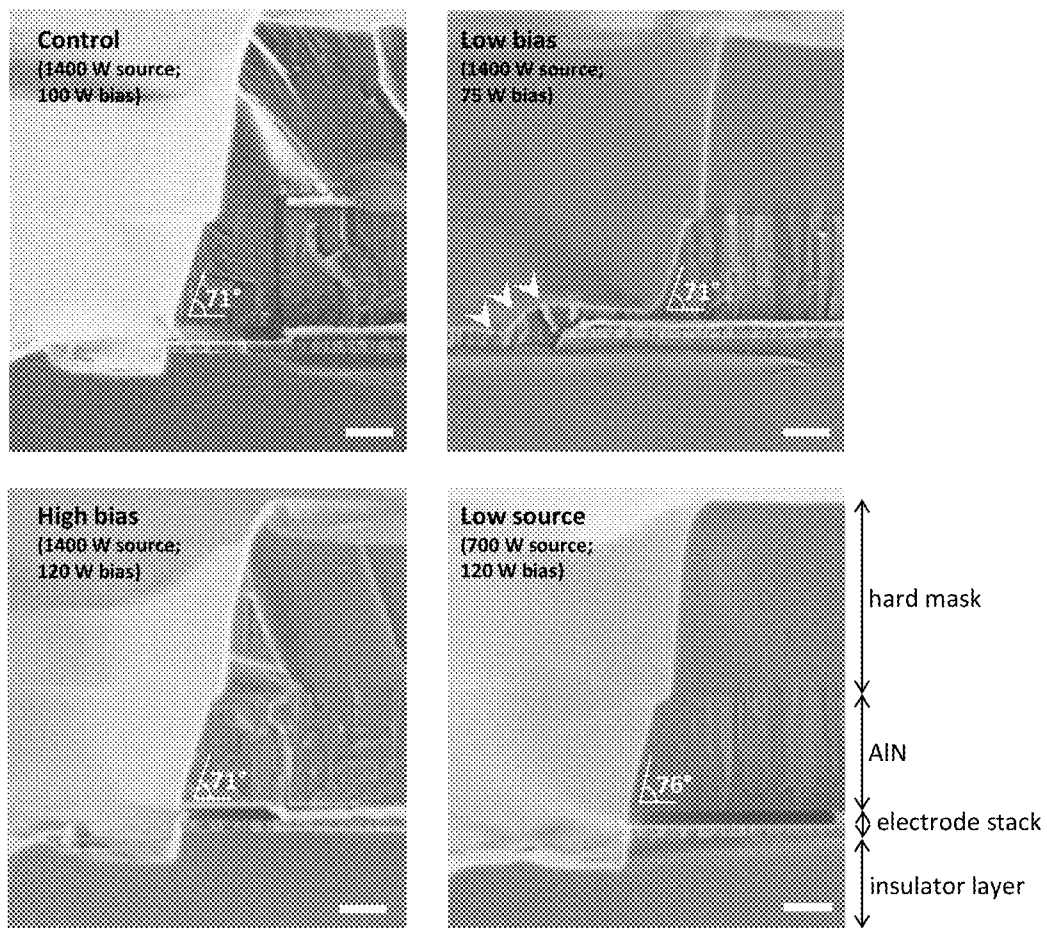 Control
(1400 W source;
100 W bias)
71°
Low bias
(1400 W source;
75 W bias)
71°
High bias
(1400 W source;
120 W bias)
71°
Low source
(700 W source;
120 W bias)
76°
hard mask
AlN
electrode stack
insulator layer